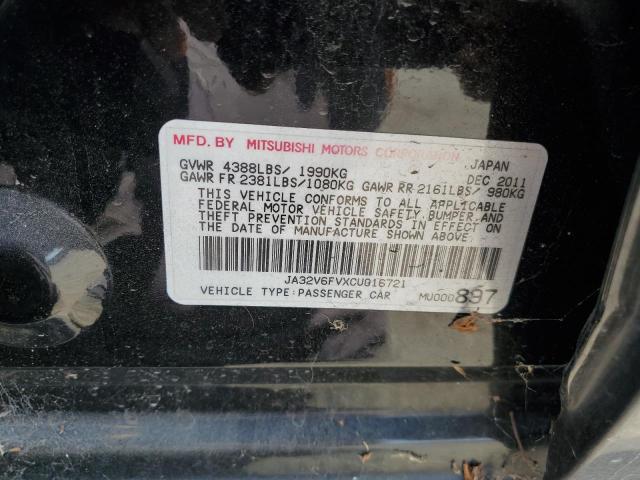 MFD. BY MITSUBISHI MOTORS CORPORATION JAPAN
GVWR 4388LBS/ 1990KG DEC 2011
GAWR FR 2381LBS/1080KG GAWR RR 2161LBS/ 980KG
THIS VEHICLE CONFORMS TO ALL APPLICABLE
FEDERAL MOTOR VEHICLE SAFETY, BUMPER, AND
THEFT PREVENTION STANDARDS IN EFFECT ON
THE DATE OF MANUFACTURE SHOWN ABOVE.
JA32V6FVXCU016721
VEHICLE TYPE: PASSENGER CAR MU000897